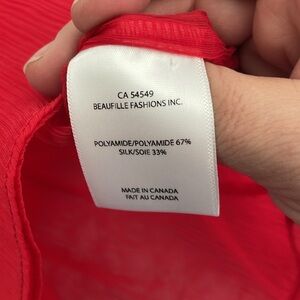 CA 54549
BEAUFILLE FASHIONS INC.
POLYAMIDE/POLYAMIDE 67%
SILK/SOIE 33%
MADE IN CANADA
FAIT AU CANADA